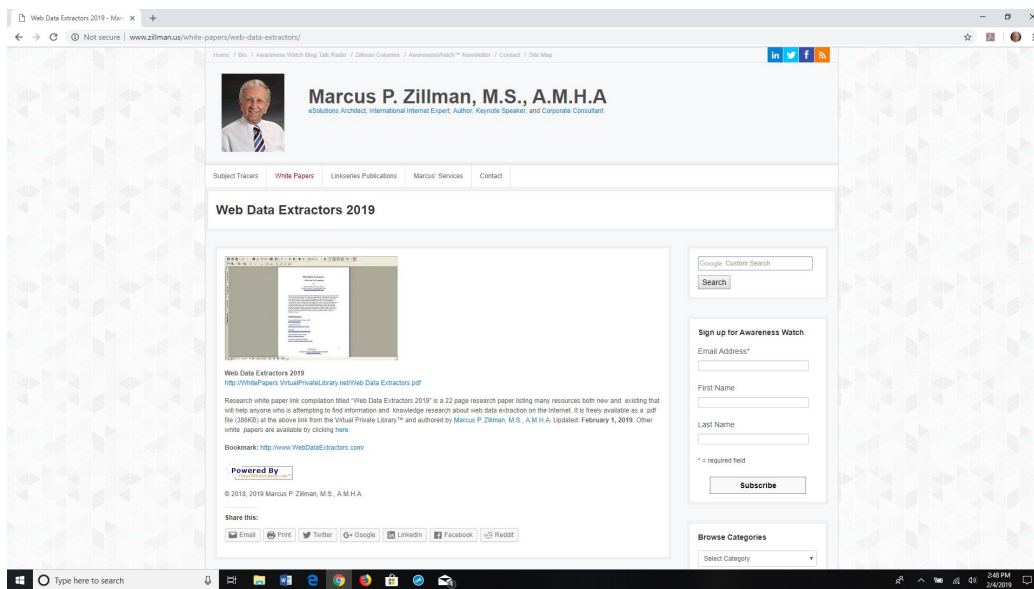 Web Data Extractors 2019 - Marc
Not secure | www.zillman.us/white-papers/web-data-extractors/
Home / Bio / Awareness Watch Blog Talk Radio / Zillman Columns / AwarenessWatch™ Newsletter / Contact / Site Map
Marcus P. Zillman, M.S., A.M.H.A
eSolutions Architect, International Internet Expert, Author, Keynote Speaker, and Corporate Consultant
Subject Tracers White Papers Linkseries Publications Marcus' Services Contact
Web Data Extractors 2019
Google Custom Search
Search
Web Data Extractors 2019
http://WhitePapers.VirtualPrivateLibrary.net/Web Data Extractors.pdf
Research white paper link compilation titled "Web Data Extractors 2019" is a 22 page research paper listing many resources both new and existing that
will help anyone who is attempting to find information and knowledge research about web data extraction on the Internet. It is freely available as a .pdf
file (386KB) at the above link from the Virtual Private Library™ and authored by Marcus P. Zillman, M.S., A.M.H.A. Updated: February 1, 2019. Other
white papers are available by clicking here.
Bookmark: http://www.WebDataExtractors.com/
Powered By
© 2018, 2019 Marcus P. Zillman, M.S., A.M.H.A.
Share this:
Email Print Twitter Google LinkedIn Facebook Reddit
Sign up for Awareness Watch
Email Address*
First Name
Last Name
* = required field
Subscribe
Browse Categories
Select Category
Type here to search
2:48 PM
2/4/2019